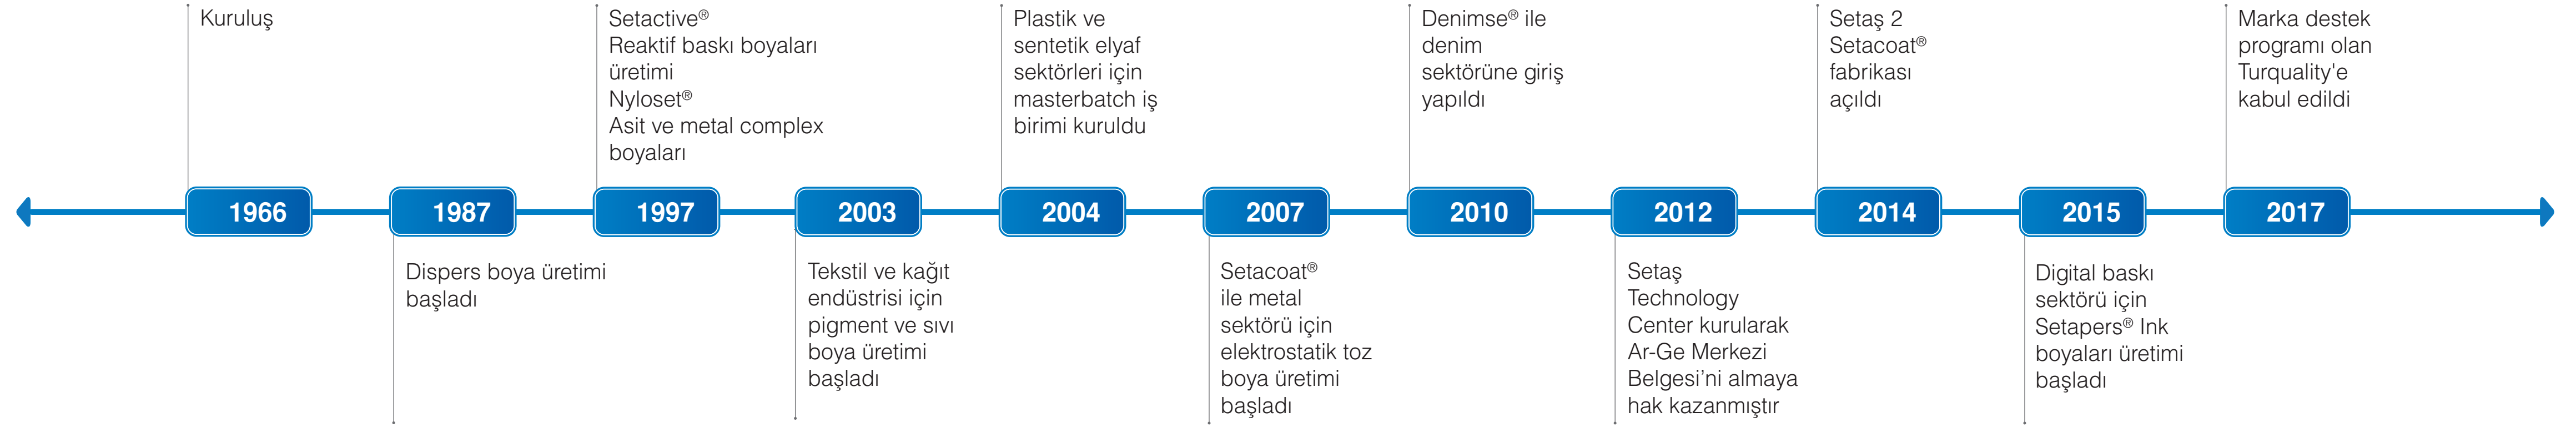 Kuruluş
Setactive®
Reaktif baskı boyaları
üretimi
Nyloset®
Asit ve metal complex
boyaları
Plastik ve
sentetik elyaf
sektörleri için
masterbatch iş
birimi kuruldu
Denimse® ile
denim
sektörüne giriş
yapıldı
Setaş 2
Setacoat®
fabrikası
açıldı
Marka destek
programı olan
Turquality'e
kabul edildi
1966
1987
1997
2003
2004
2007
2010
2012
2014
2015
2017
Dispers boya üretimi
başladı
Tekstil ve kağıt
endüstrisi için
pigment ve sıvı
boya üretimi
başladı
Setacoat®
ile metal
sektörü için
elektrostatik toz
boya üretimi
başladı
Setaş
Technology
Center kurularak
Ar-Ge Merkezi
Belgesi’ni almaya
hak kazanmıştır
Digital baskı
sektörü için
Setapers® Ink
boyaları üretimi
başladı